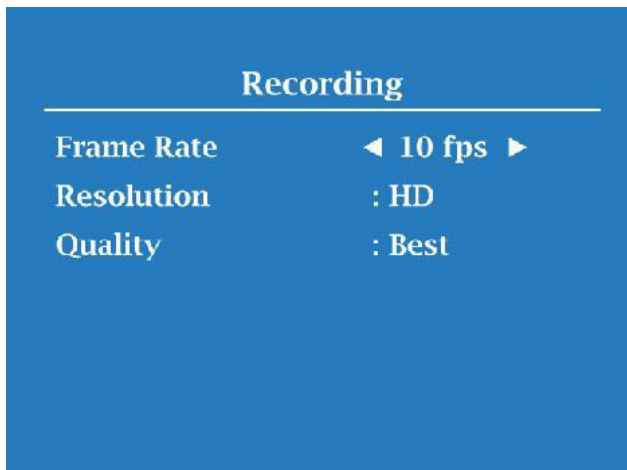 Recording
Frame Rate ◄ 10 fps ►
Resolution : HD
Quality : Best